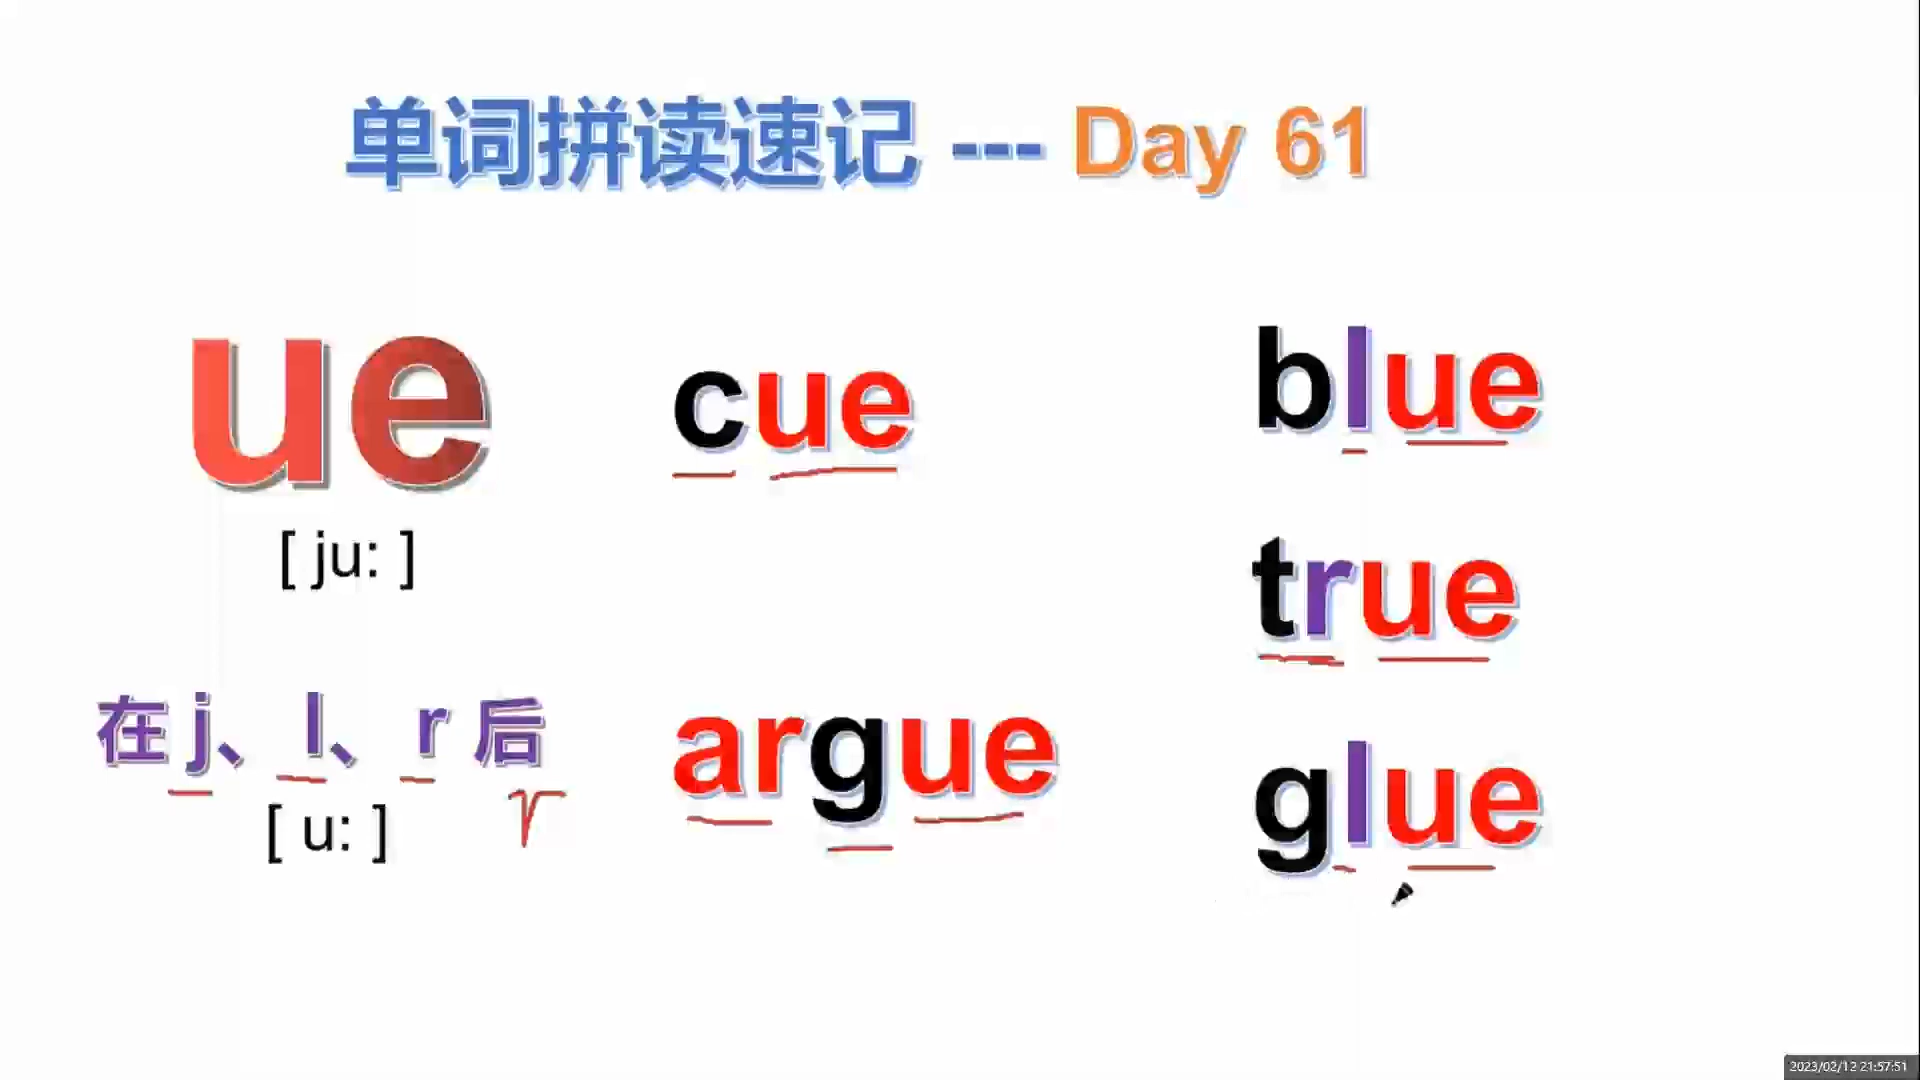 单词拼读速记 --- Day 61
ue
[ ju: ]
在 j、 l、 r 后
[ u: ]
r
cue
argue
blue
true
glue
2023/02/12 21:57:51